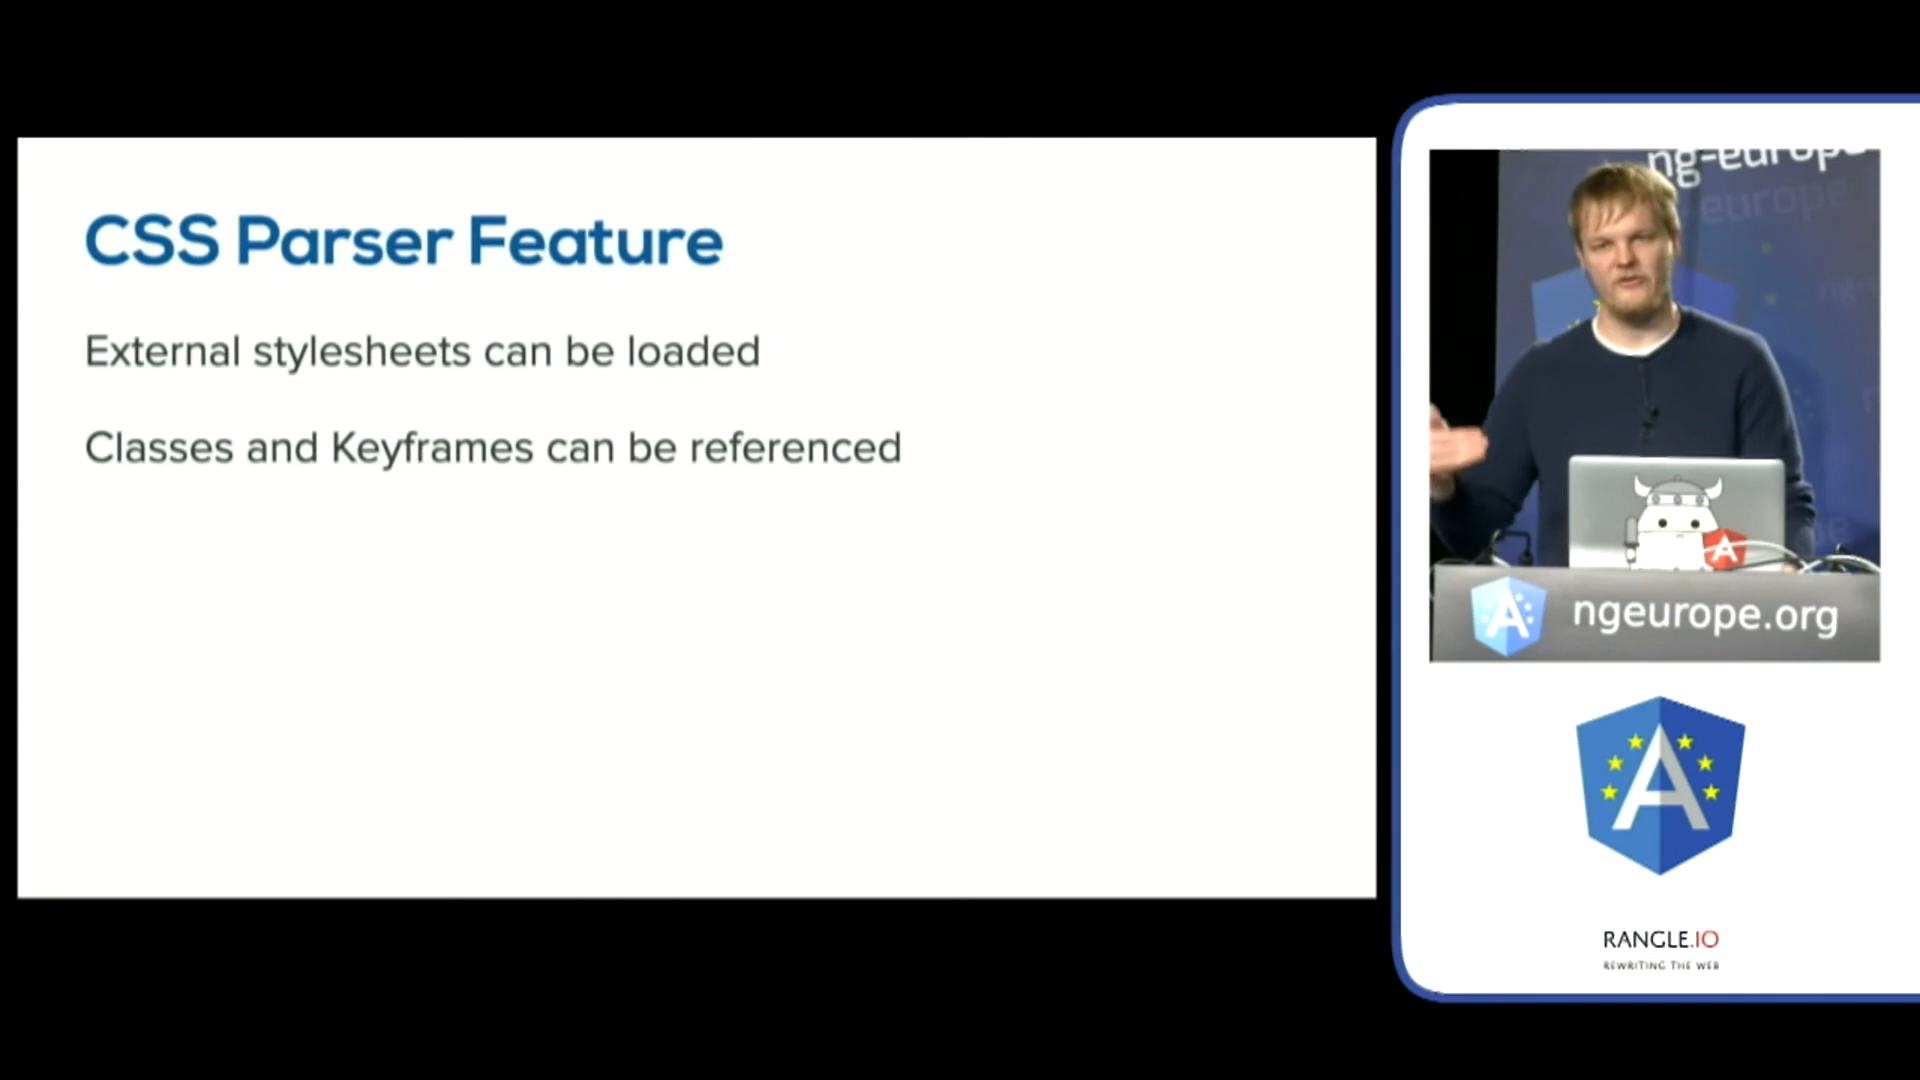 CSS Parser Feature
External stylesheets can be loaded
Classes and Keyframes can be referenced
ng-europe
europe
ngeurope.org
RANGLE.IO
REWRITING THE WEB